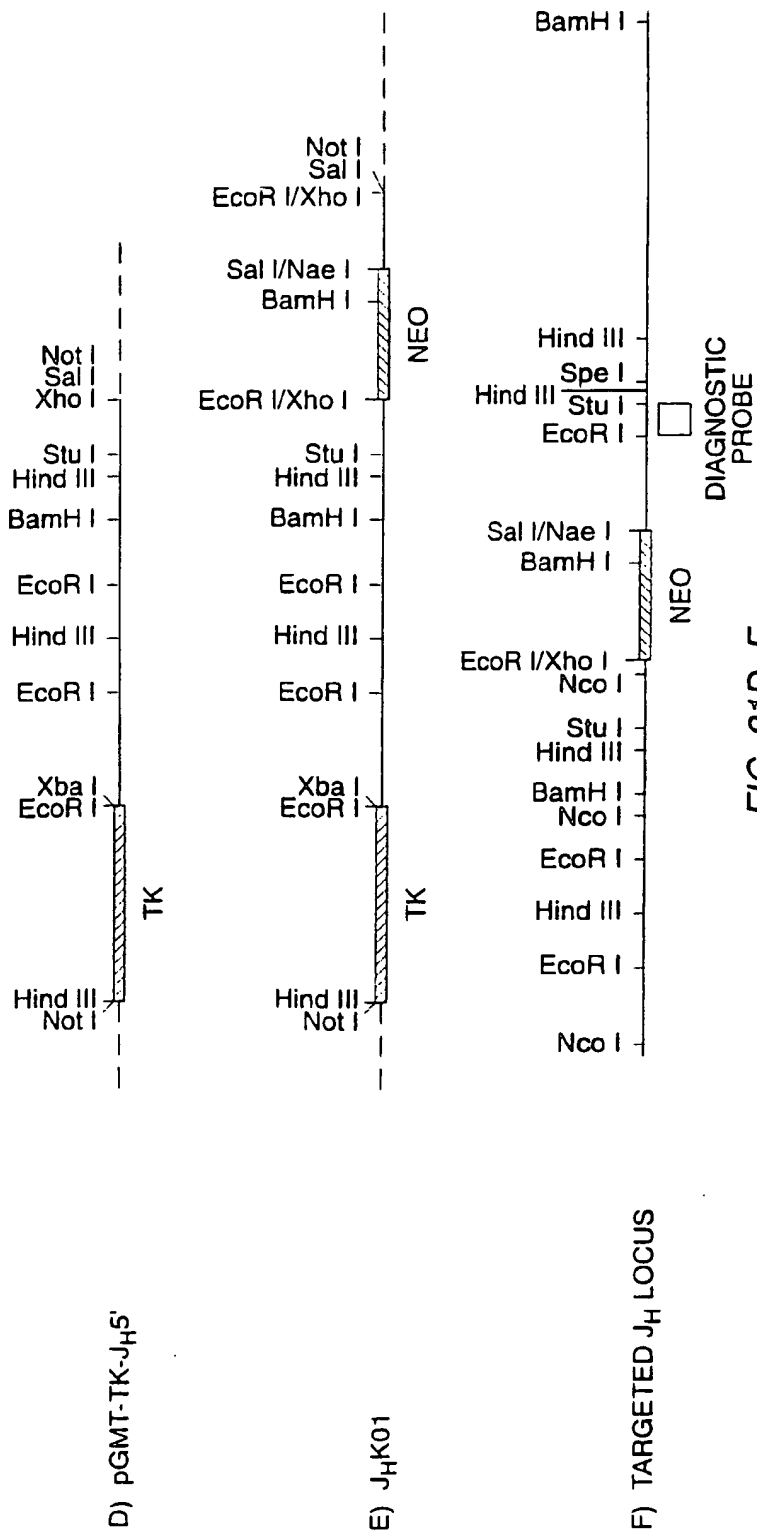 D) pGMT-TK-JH5'
Not I
Hind III
TK
EcoR I
Xba I
EcoR I
Hind III
EcoR I
BamH I
Hind III
Stu I
Xho I
Sal I
Not I
E) JHK01
Not I
Hind III
TK
EcoR I
Xba I
EcoR I
Hind III
EcoR I
BamH I
Hind III
Stu I
EcoR I/Xho I
NEO
BamH I
Sal I/Nae I
EcoR I/Xho I
Sal I
Not I
F) TARGETED JH LOCUS
Nco I
EcoR I
Hind III
EcoR I
Nco I
BamH I
Hind III
Stu I
Nco I
EcoR I/Xho I
NEO
BamH I
Sal I/Nae I
EcoR I
Stu I
Hind III
Spe I
Hind III
BamH I
DIAGNOSTIC
PROBE
FIG.